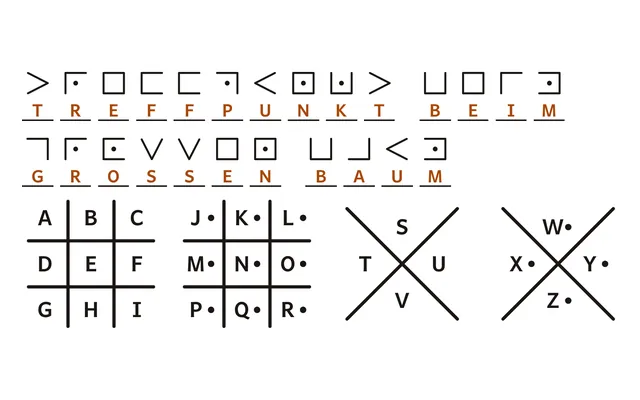 TREFFPUNKT BEIM
GROSSEN BAUM
A B C J• K• L• S W•
D E F M• N• O• T U X• Y•
G H I P• Q• R• V Z•